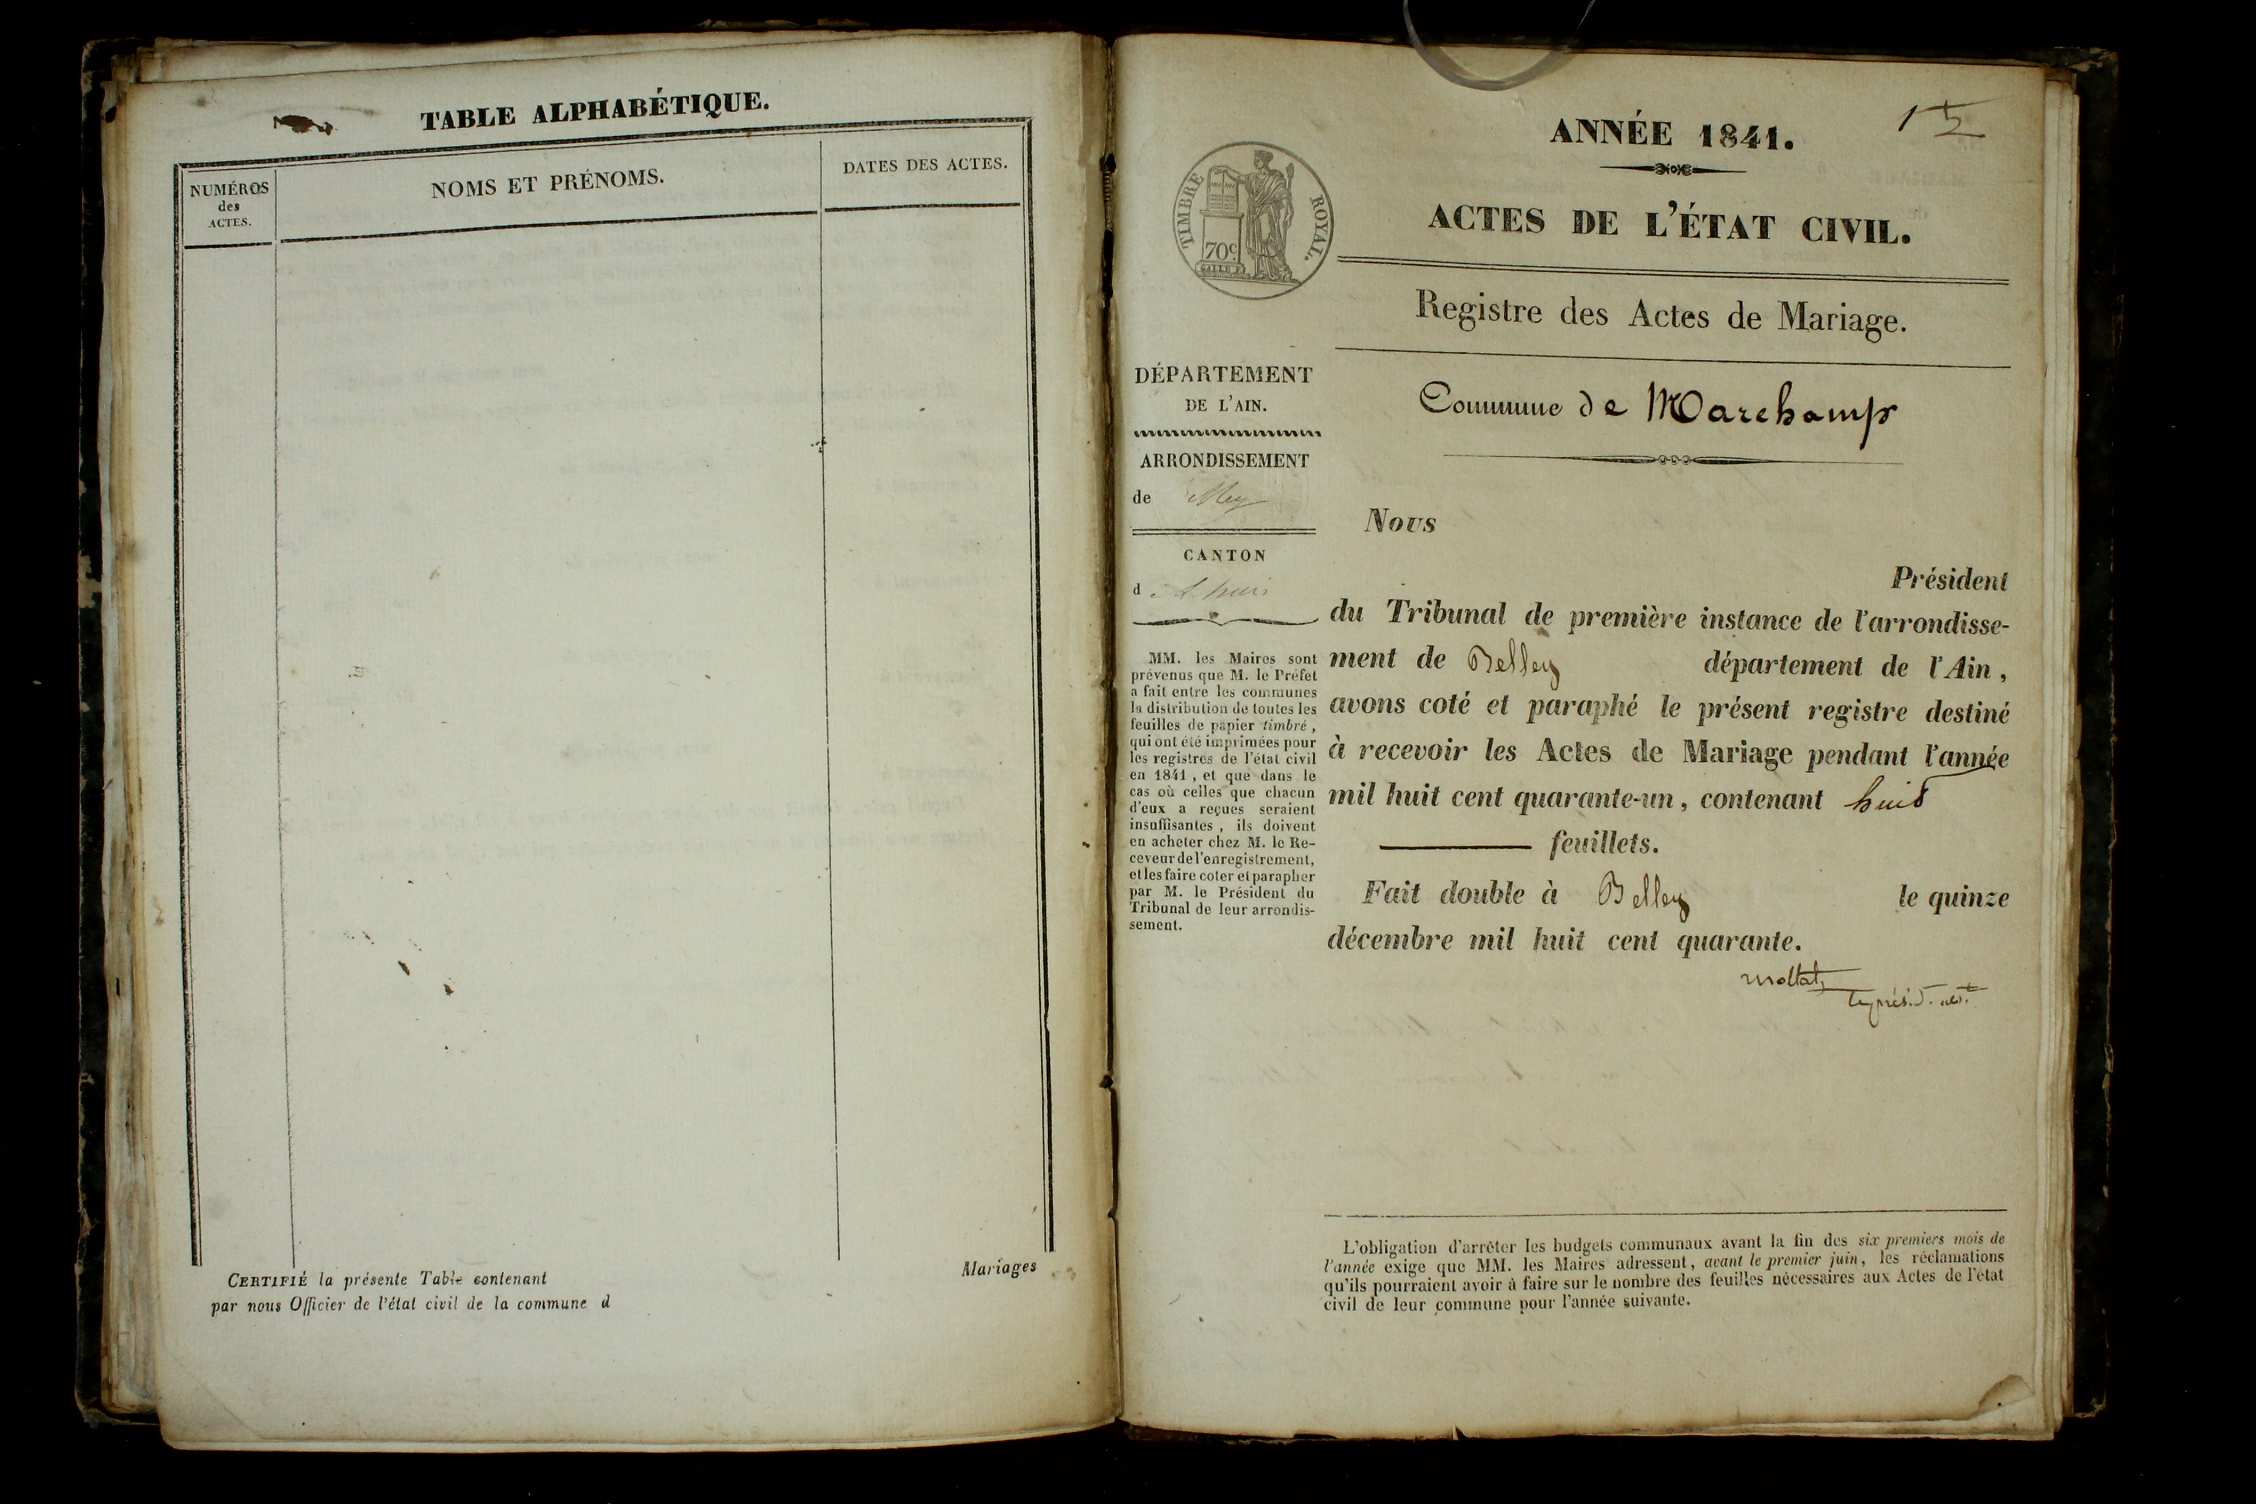 TABLE ALPHABÉTIQUE.
NUMÉROS
des
ACTES.
NOMS ET PRÉNOMS.
DATES DES ACTES.
CERTIFIÉ la présente Table contenant
Mariages
par nous Officier de l'état civil de la commune d
ANNÉE 1841.
TIMBRE ROYAL.
70c.
ACTES DE L'ÉTAT CIVIL.
Registre des Actes de Mariage.
DÉPARTEMENT
DE L'AIN.
ARRONDISSEMENT
de
CANTON
d
MM. les Maires sont
prévenus que M. le Préfet
a fait entre les communes
la distribution de toutes les
feuilles de papier timbré,
qui ont été imprimées pour
les registres de l'état civil
en 1841, et que dans le
cas où celles que chacun
d'eux a reçues seraient
insuffisantes, ils doivent
en acheter chez M. le Re-
ceveur de l'enregistrement,
et les faire coter et parapher
par M. le Président du
Tribunal de leur arrondis-
sement.
Commune de Marchamp
Nous
Président
du Tribunal de première instance de l'arrondisse-
ment de Belley département de l'Ain,
avons coté et paraphé le présent registre destiné
à recevoir les Actes de Mariage pendant l'année
mil huit cent quarante-un, contenant huit
feuillets.
Fait double à Belley le quinze
décembre mil huit cent quarante.
L'obligation d'arrêter les budgets communaux avant la fin des six premiers mois de
l'année exige que MM. les Maires adressent, avant le premier juin, les réclamations
qu'ils pourraient avoir à faire sur le nombre des feuilles nécessaires aux Actes de l'état
civil de leur commune pour l'année suivante.